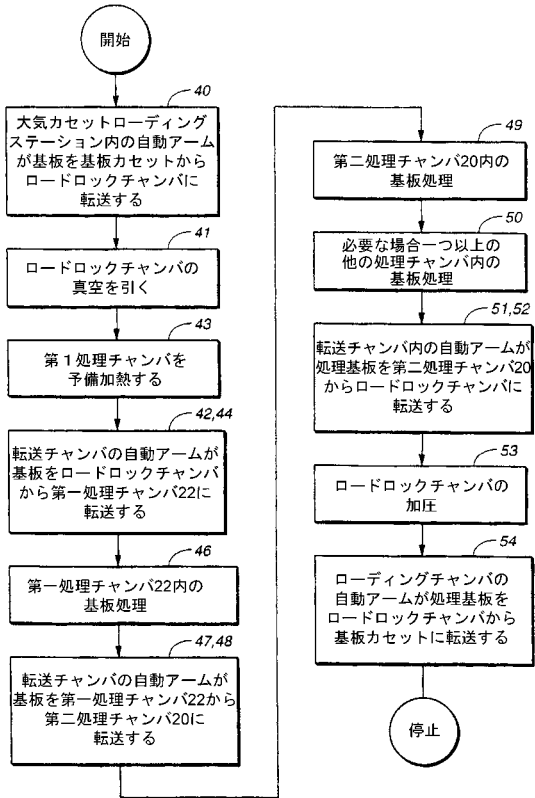 開始
40
大気カセットローディング
ステーション内の自動アーム
が基板を基板カセットから
ロードロックチャンバに
転送する
41
ロードロックチャンバの
真空を引く
43
第1処理チャンバを
予備加熱する
42,44
転送チャンバの自動アームが
基板をロードロックチャンバ
から第一処理チャンバ22に
転送する
46
第一処理チャンバ22内の
基板処理
47,48
転送チャンバの自動アームが
基板を第一処理チャンバ22から
第二処理チャンバ20に
転送する
49
第二処理チャンバ20内の
基板処理
50
必要な場合一つ以上の
他の処理チャンバ内の
基板処理
51,52
転送チャンバ内の自動アームが
処理基板を第二処理チャンバ20
からロードロックチャンバに
転送する
53
ロードロックチャンバの
加圧
54
ローディングチャンバの
自動アームが処理基板を
ロードロックチャンバから
基板カセットに転送する
停止